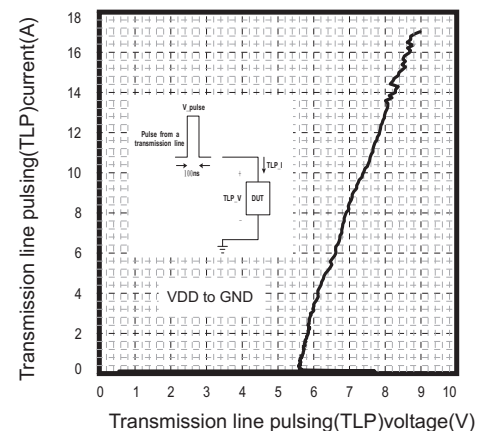 Transmission line pulsing(TLP)current(A)
18
16
14
12
10
8
6
4
2
0
V_pulse
Pulse from a
transmission line
100ns
TLP_I
+
TLP_V
DUT
-
VDD to GND
0 1 2 3 4 5 6 7 8 9 10
Transmission line pulsing(TLP)voltage(V)